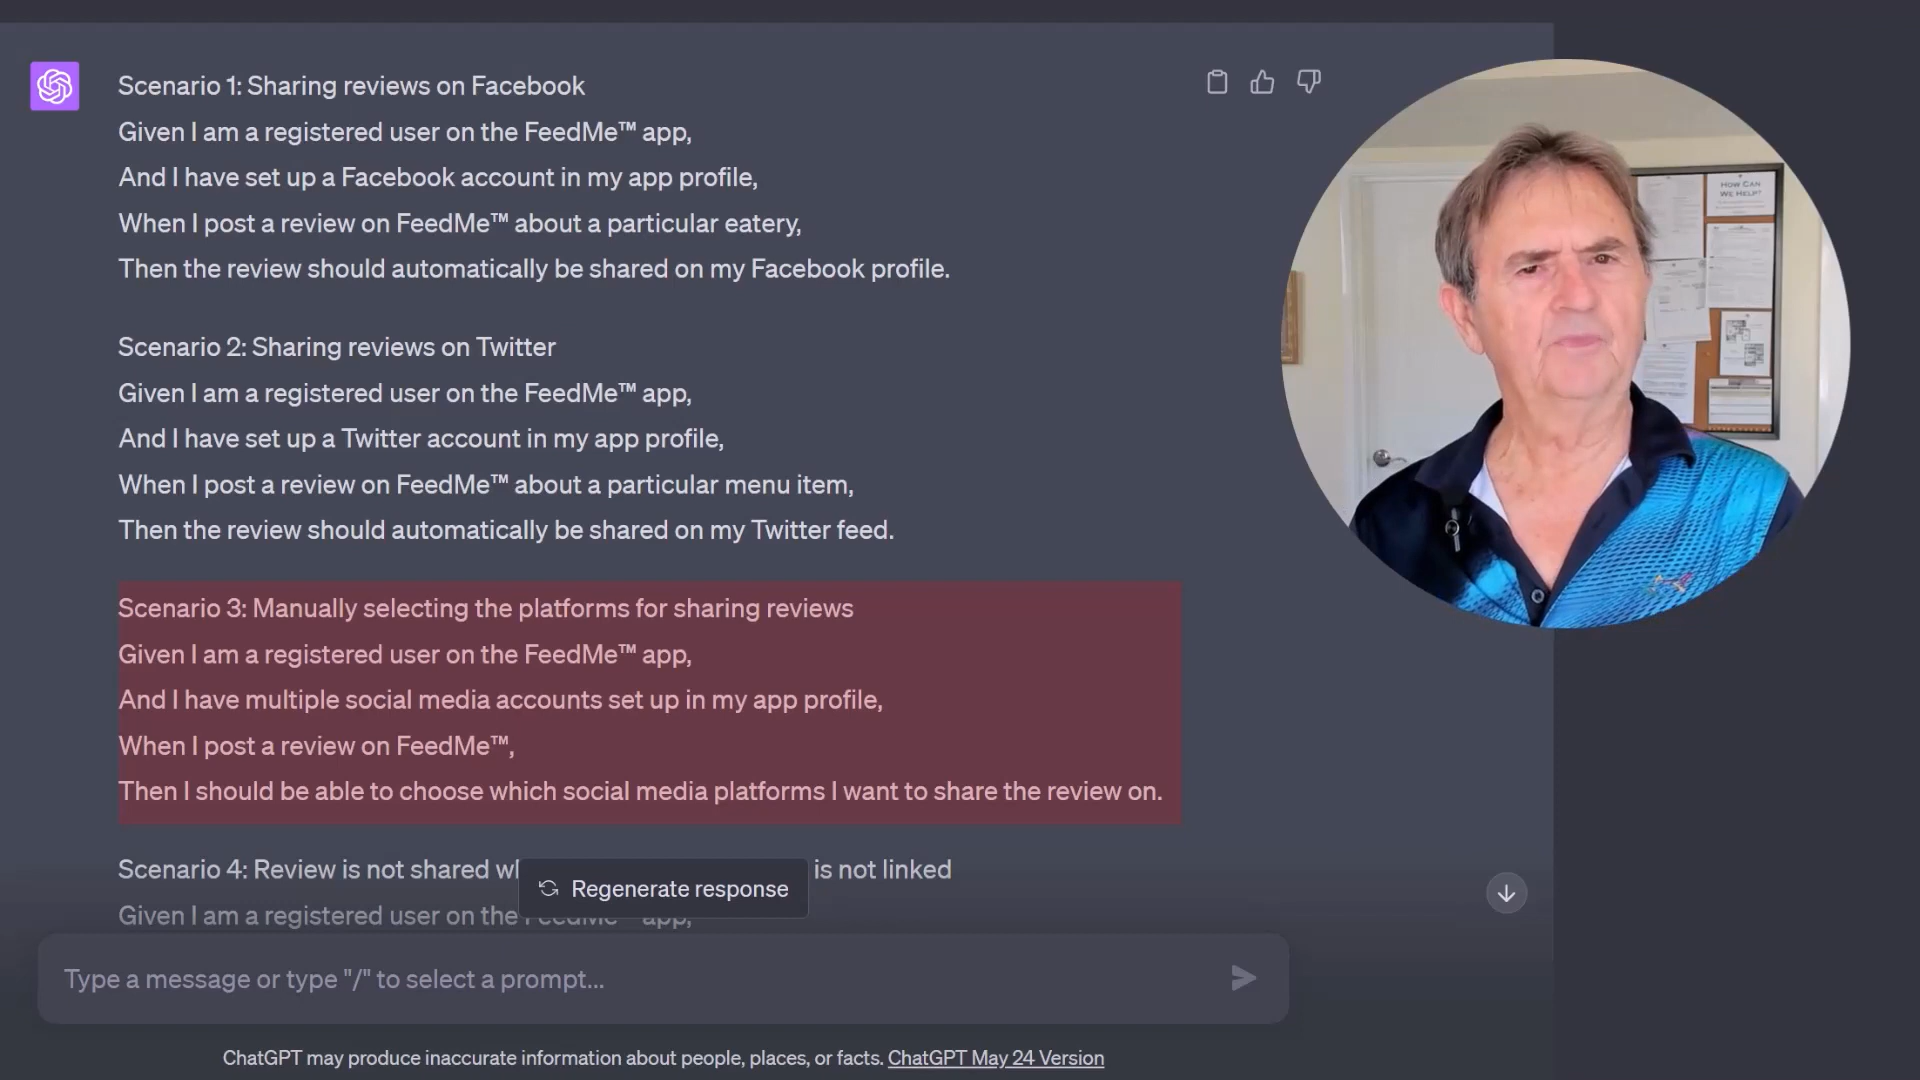 Scenario 1: Sharing reviews on Facebook
Given I am a registered user on the FeedMe™ app,
And I have set up a Facebook account in my app profile,
When I post a review on FeedMe™ about a particular eatery,
Then the review should automatically be shared on my Facebook profile.
Scenario 2: Sharing reviews on Twitter
Given I am a registered user on the FeedMe™ app,
And I have set up a Twitter account in my app profile,
When I post a review on FeedMe™ about a particular menu item,
Then the review should automatically be shared on my Twitter feed.
Scenario 3: Manually selecting the platforms for sharing reviews
Given I am a registered user on the FeedMe™ app,
And I have multiple social media accounts set up in my app profile,
When I post a review on FeedMe™,
Then I should be able to choose which social media platforms I want to share the review on.
Scenario 4: Review is not shared is not linked
Regenerate response
Given I am a registered user on the FeedMe™ app,
Type a message or type "/" to select a prompt...
ChatGPT may produce inaccurate information about people, places, or facts. ChatGPT May 24 Version
HOW CAN
WE HELP?